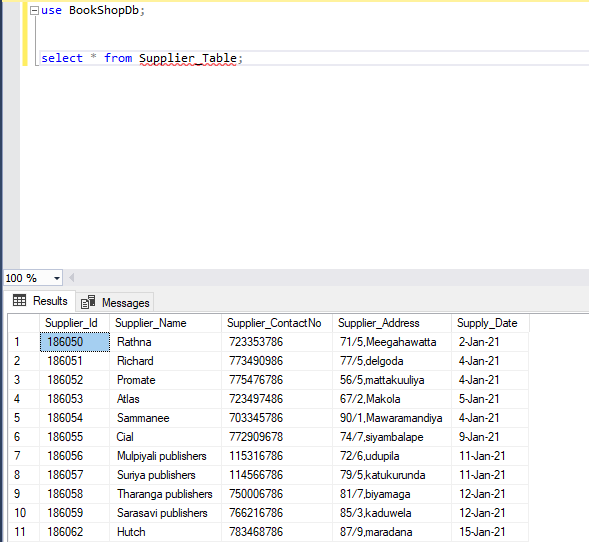 use BookShopDb;
select * from Supplier_Table;
100 %
Results Messages
Supplier_Id Supplier_Name Supplier_ContactNo Supplier_Address Supply_Date
1 186050 Rathna 723353786 71/5,Meegahawatta 2-Jan-21
2 186051 Richard 773490986 77/5,delgoda 4-Jan-21
3 186052 Promate 775476786 56/5,mattakuuliya 4-Jan-21
4 186053 Atlas 723497486 67/2,Makola 5-Jan-21
5 186054 Sammanee 703345786 90/1,Mawaramandiya 4-Jan-21
6 186055 Cial 772909678 74/7,siyambalape 9-Jan-21
7 186056 Mulpiyali publishers 115316786 72/6,udupila 11-Jan-21
8 186057 Suriya publishers 114566786 79/5,katukurunda 11-Jan-21
9 186058 Tharanga publishers 750006786 81/7,biyamaga 12-Jan-21
10 186059 Sarasavi publishers 766216786 85/3,kaduwela 12-Jan-21
11 186062 Hutch 783468786 87/9,maradana 15-Jan-21